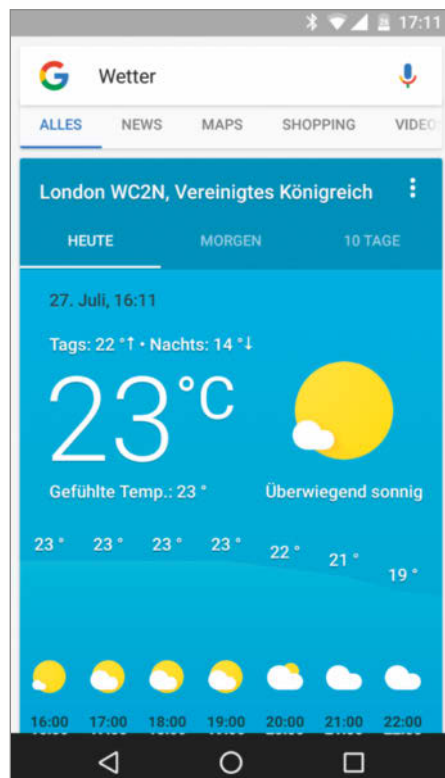 17:11
G Wetter
ALLES NEWS MAPS SHOPPING VIDEO
London WC2N, Vereinigtes Königreich
HEUTE MORGEN 10 TAGE
27. Juli, 16:11
Tags: 22 °↑ • Nachts: 14 °↓
23 °C
Gefühlte Temp.: 23 ° Überwiegend sonnig
23 ° 23 ° 23 ° 23 ° 22 ° 21 ° 19 °
16:00 17:00 18:00 19:00 20:00 21:00 22:00